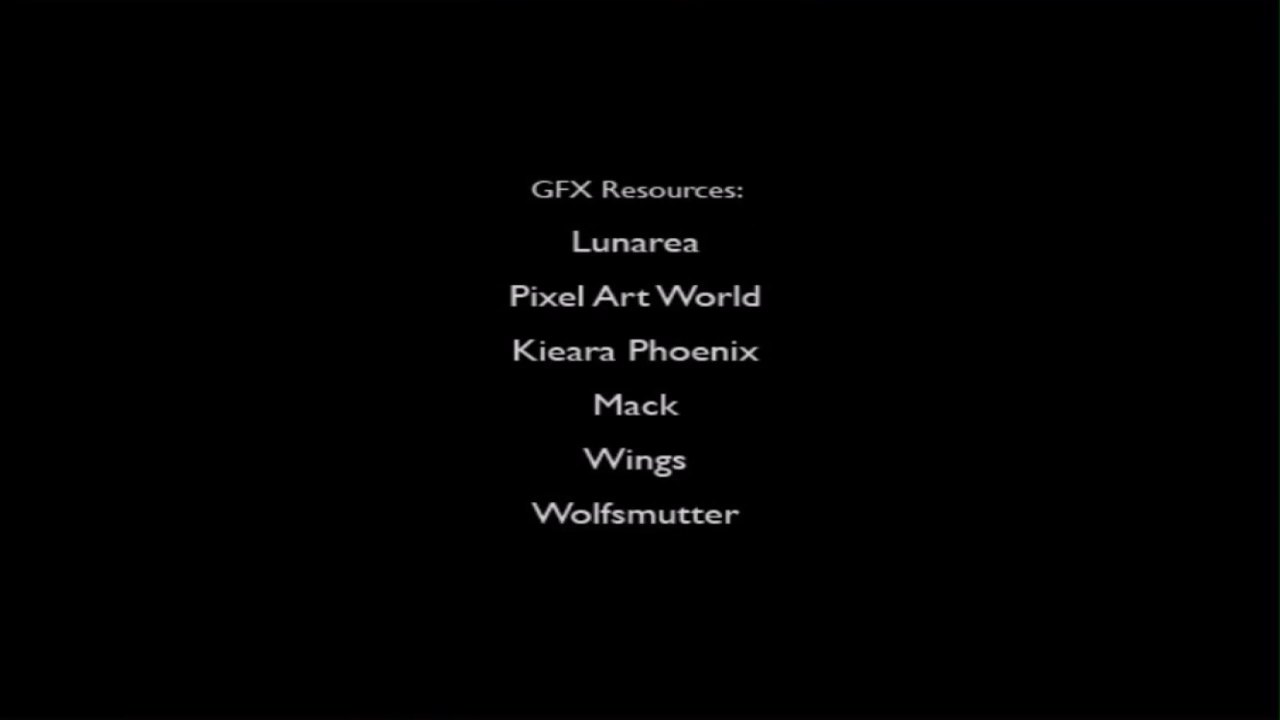 GFX Resources:
Lunarea
Pixel Art World
Kieara Phoenix
Mack
Wings
Wolfsmutter